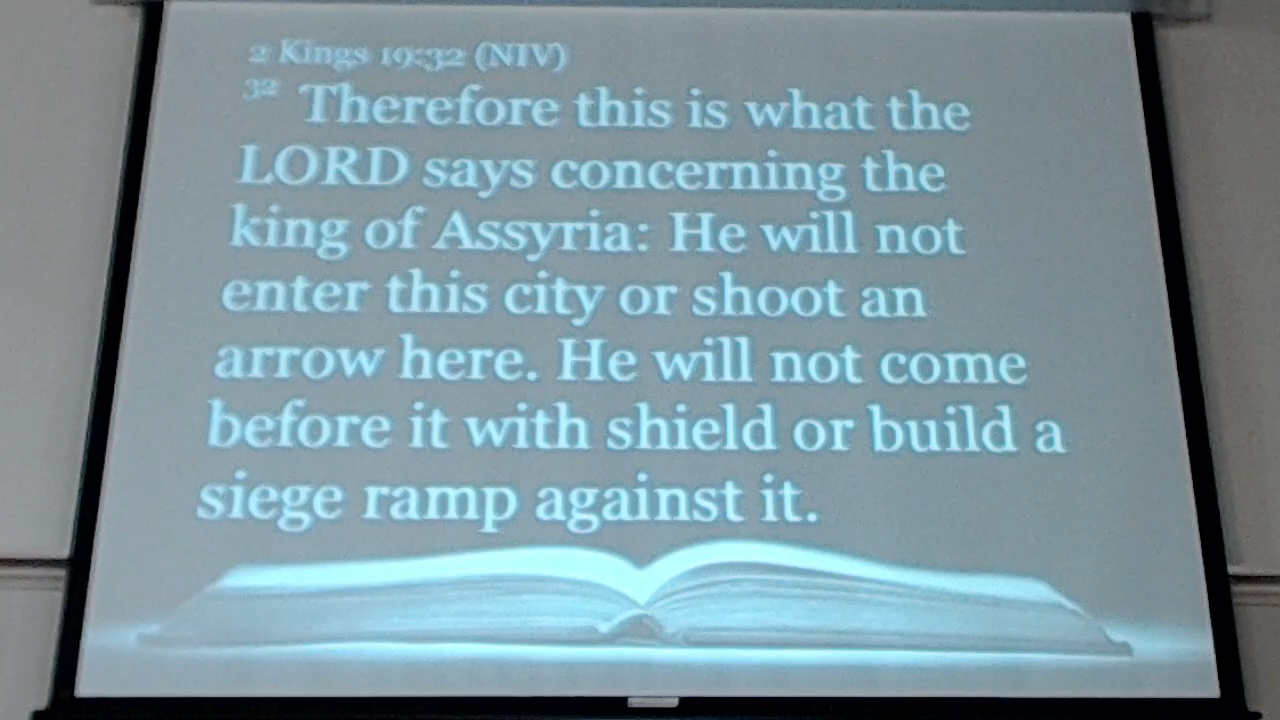 2 Kings 19:32 (NIV)
32 Therefore this is what the
LORD says concerning the
king of Assyria: He will not
enter this city or shoot an
arrow here. He will not come
before it with shield or build a
siege ramp against it.